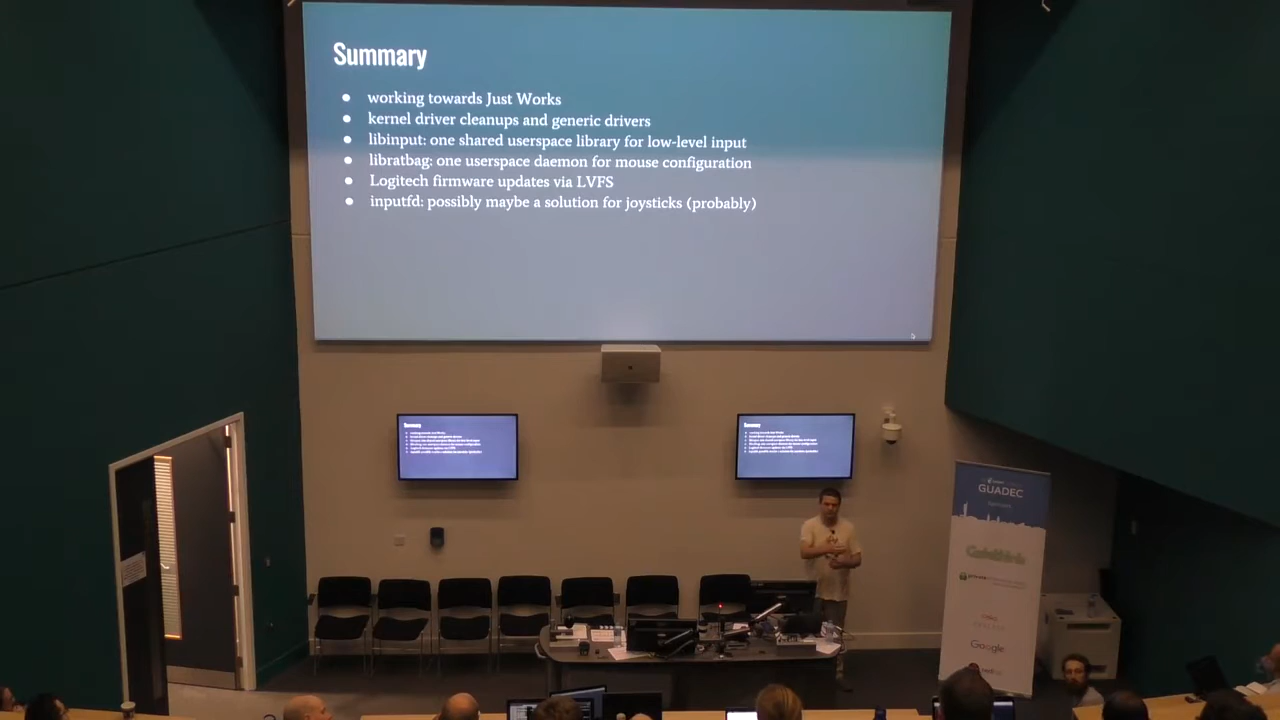 Summary
● working towards Just Works
● kernel driver cleanups and generic drivers
● libinput: one shared userspace library for low-level input
● libratbag: one userspace daemon for mouse configuration
● Logitech firmware updates via LVFS
● inputfd: possibly maybe a solution for joysticks (probably)
Summary
Summary
GUADEC
Google